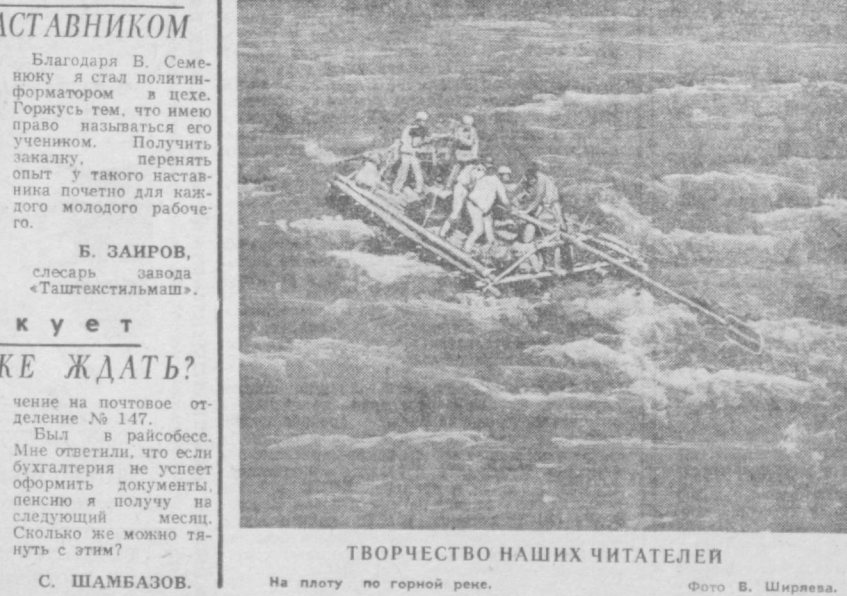 АСТАВНИКОМ
Благодаря В. Семе-
нюку я стал политин-
форматором в цехе.
Горжусь тем, что имею
право называться его
учеником. Получить
закалку, перенять
опыт у такого настав-
ника почетно для каж-
дого молодого рабоче-
го.
Б. ЗАИРОВ,
слесарь завода
«Таштекстильмаш».
кует
КЕ ЖДАТЬ?
чение на почтовое от-
деление № 147.
Был в райсобесе.
Мне ответили, что если
бухгалтерия не успеет
оформить документы,
пенсию я получу на
следующий месяц.
Сколько же можно тя-
нуть с этим?
С. ШАМБАЗОВ.
ТВОРЧЕСТВО НАШИХ ЧИТАТЕЛЕЙ
На плоту по горной реке.
Фото В. Ширяева.